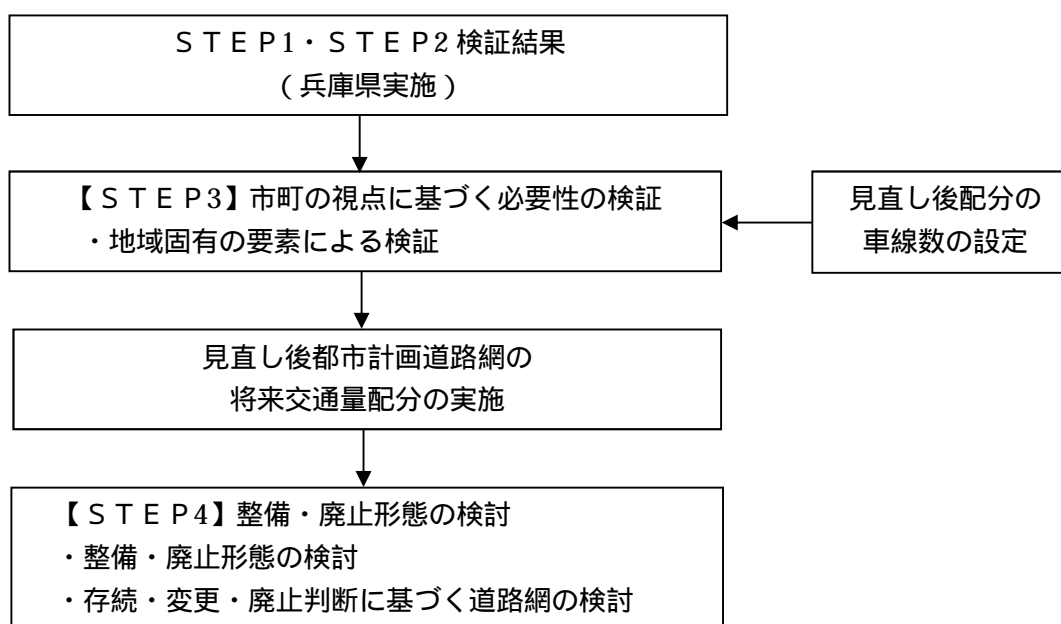 ＳＴＥＰ1・ＳＴＥＰ2 検証結果
（兵庫県実施）
【ＳＴＥＰ3】市町の視点に基づく必要性の検証
・地域固有の要素による検証
見直し後配分の
車線数の設定
見直し後都市計画道路網の
将来交通量配分の実施
【ＳＴＥＰ4】整備・廃止形態の検討
・整備・廃止形態の検討
・存続・変更・廃止判断に基づく道路網の検討